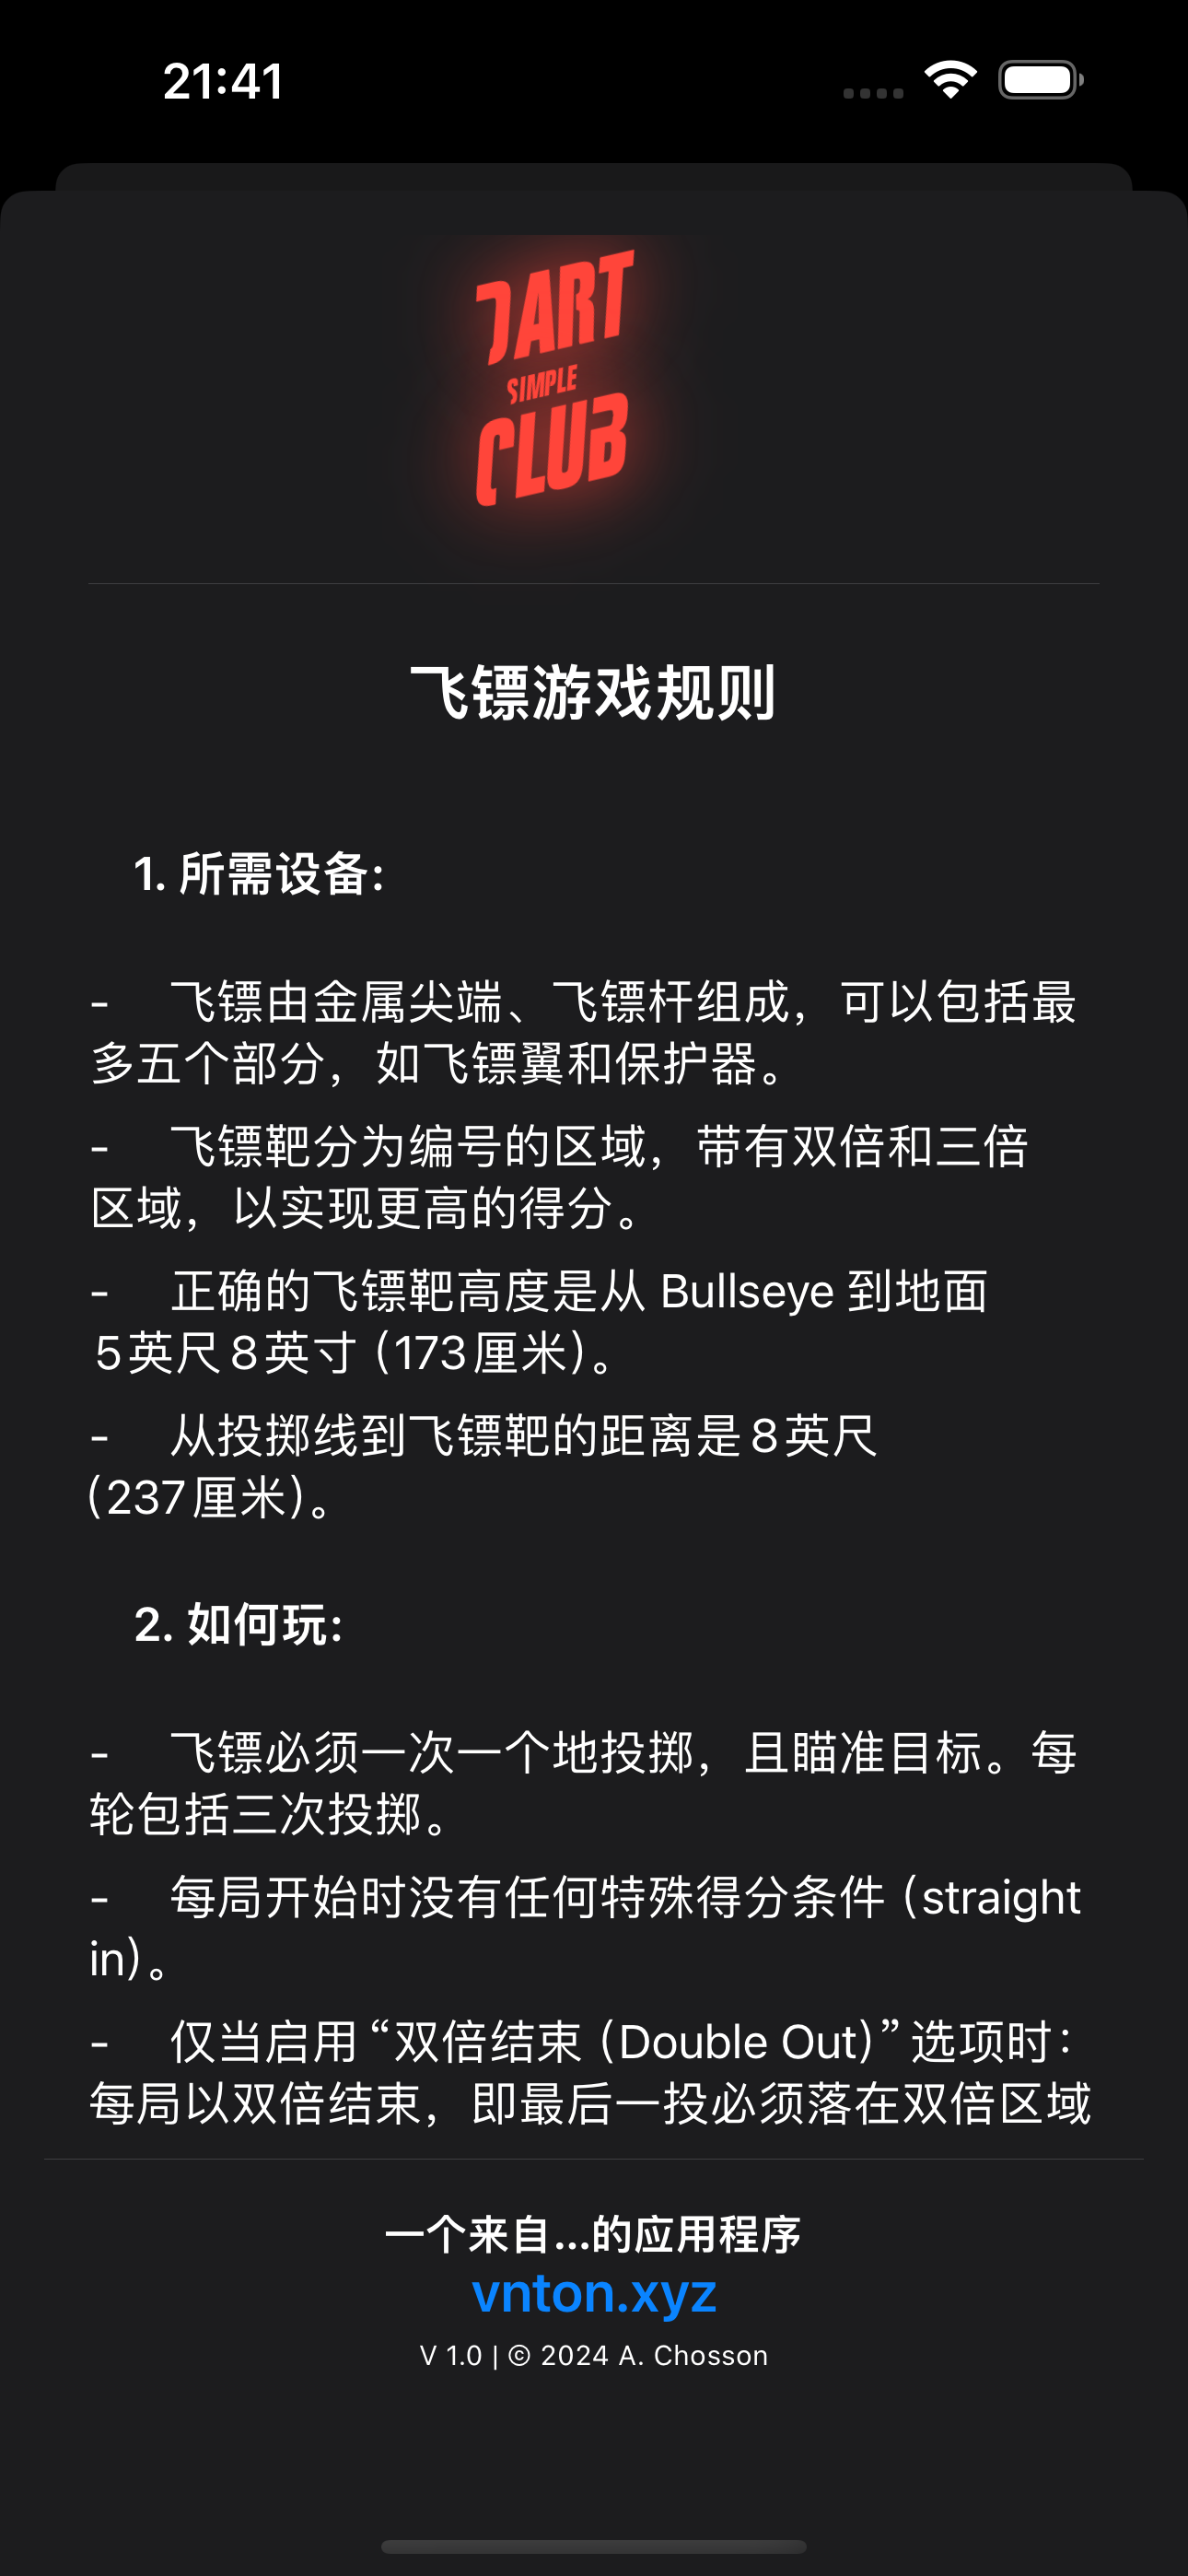 21:41
DART
SIMPLE
CLUB
飞镖游戏规则
1. 所需设备:
- 飞镖由金属尖端、飞镖杆组成，可以包括最
多五个部分，如飞镖翼和保护器。
- 飞镖靶分为编号的区域，带有双倍和三倍
区域，以实现更高的得分。
- 正确的飞镖靶高度是从 Bullseye 到地面
5英尺8英寸（173厘米）。
- 从投掷线到飞镖靶的距离是8英尺
（237厘米）。
2. 如何玩:
- 飞镖必须一次一个地投掷，且瞄准目标。每
轮包括三次投掷。
- 每局开始时没有任何特殊得分条件（straight
in）。
- 仅当启用“双倍结束（Double Out）”选项时：
每局以双倍结束，即最后一投必须落在双倍区域
一个来自...的应用程序
vnton.xyz
V 1.0 | © 2024 A. Chosson